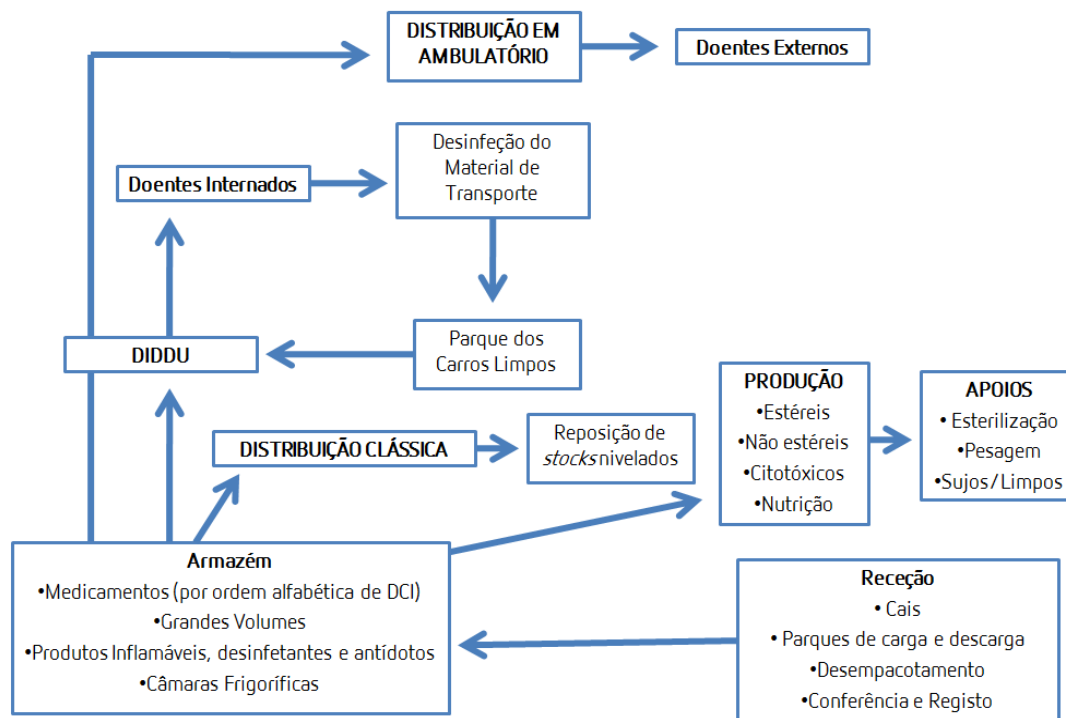 DISTRIBUIÇÃO EM
AMBULATÓRIO
Doentes Externos
Desinfeção do
Material de
Transporte
Doentes Internados
DIDDU
Parque dos
Carros Limpos
PRODUÇÃO
•Estéreis
•Não estéreis
•Citotóxicos
•Nutrição
APOIOS
• Esterilização
•Pesagem
•Sujos/Limpos
DISTRIBUIÇÃO CLÁSSICA
Reposição de
stocks nivelados
Armazém
•Medicamentos (por ordem alfabética de DCI)
•Grandes Volumes
•Produtos Inflamáveis, desinfetantes e antídotos
•Câmaras Frigoríficas
Receção
• Cais
• Parques de carga e descarga
•Desempacotamento
•Conferência e Registo